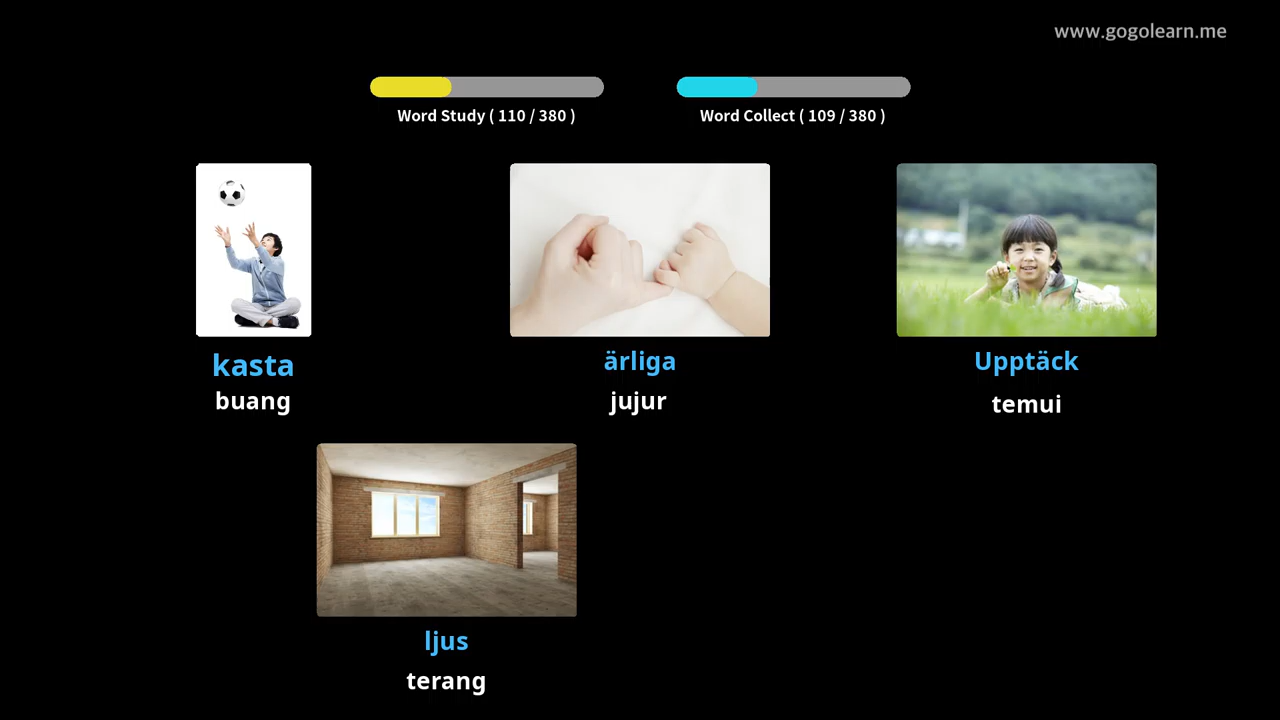 www.gogolearn.me
Word Study ( 110 / 380 )
Word Collect ( 109 / 380 )
kasta
buang
ärliga
jujur
Upptäck
temui
ljus
terang